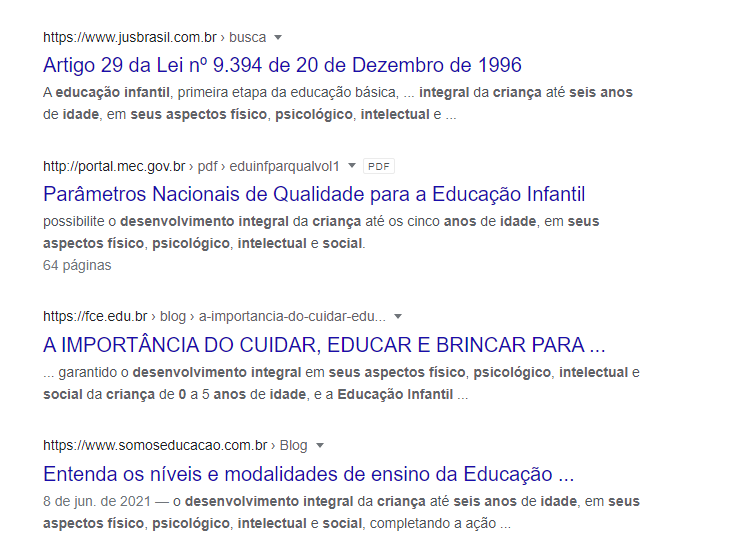 https://www.jusbrasil.com.br › busca
Artigo 29 da Lei nº 9.394 de 20 de Dezembro de 1996
A educação infantil, primeira etapa da educação básica, ... integral da criança até seis anos
de idade, em seus aspectos físico, psicológico, intelectual e ...
http://portal.mec.gov.br › pdf › eduinfparqualvol1 PDF
Parâmetros Nacionais de Qualidade para a Educação Infantil
possibilite o desenvolvimento integral da criança até os cinco anos de idade, em seus
aspectos físico, psicológico, intelectual e social.
64 páginas
https://fce.edu.br › blog › a-importancia-do-cuidar-edu...
A IMPORTÂNCIA DO CUIDAR, EDUCAR E BRINCAR PARA ...
... garantido o desenvolvimento integral em seus aspectos físico, psicológico, intelectual e
social da criança de 0 a 5 anos de idade, e a Educação Infantil ...
https://www.somoseducacao.com.br › Blog
Entenda os níveis e modalidades de ensino da Educação ...
8 de jun. de 2021 — o desenvolvimento integral da criança até seis anos de idade, em seus
aspectos físico, psicológico, intelectual e social, completando a ação ...